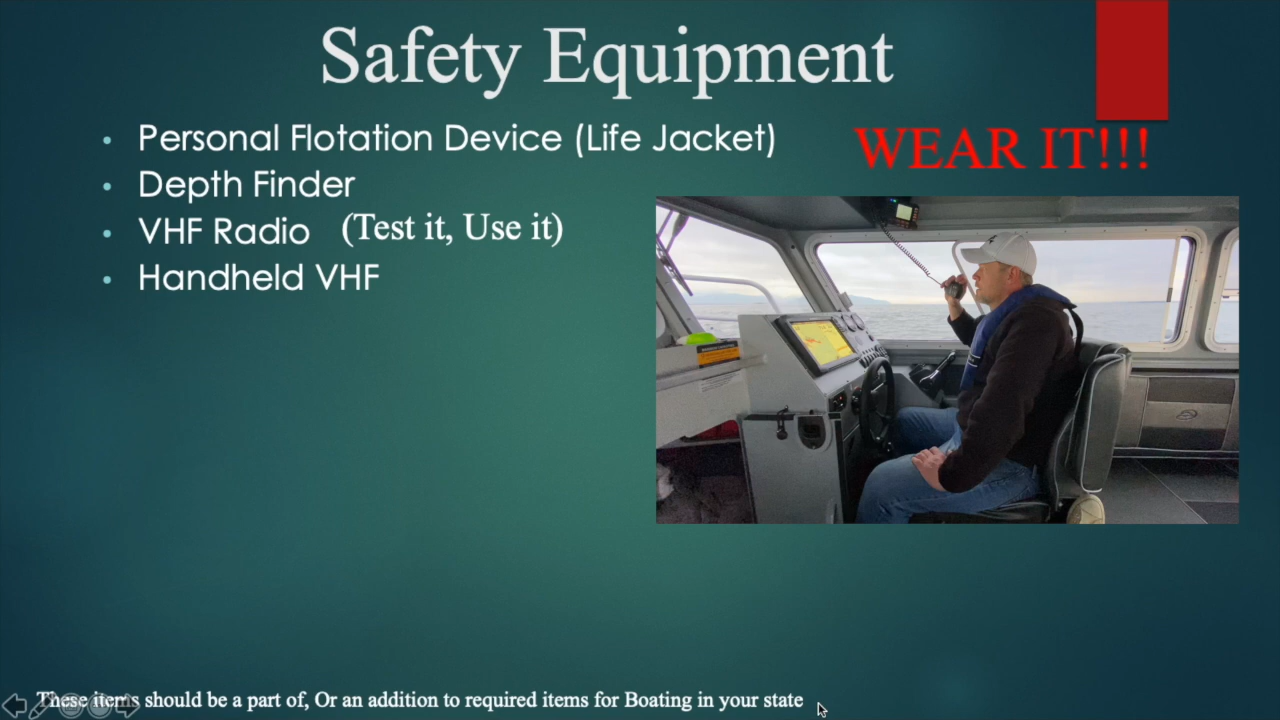 Safety Equipment
• Personal Flotation Device (Life Jacket) WEAR IT!!!
• Depth Finder
• VHF Radio (Test it, Use it)
• Handheld VHF
These items should be a part of, Or an addition to required items for Boating in your state